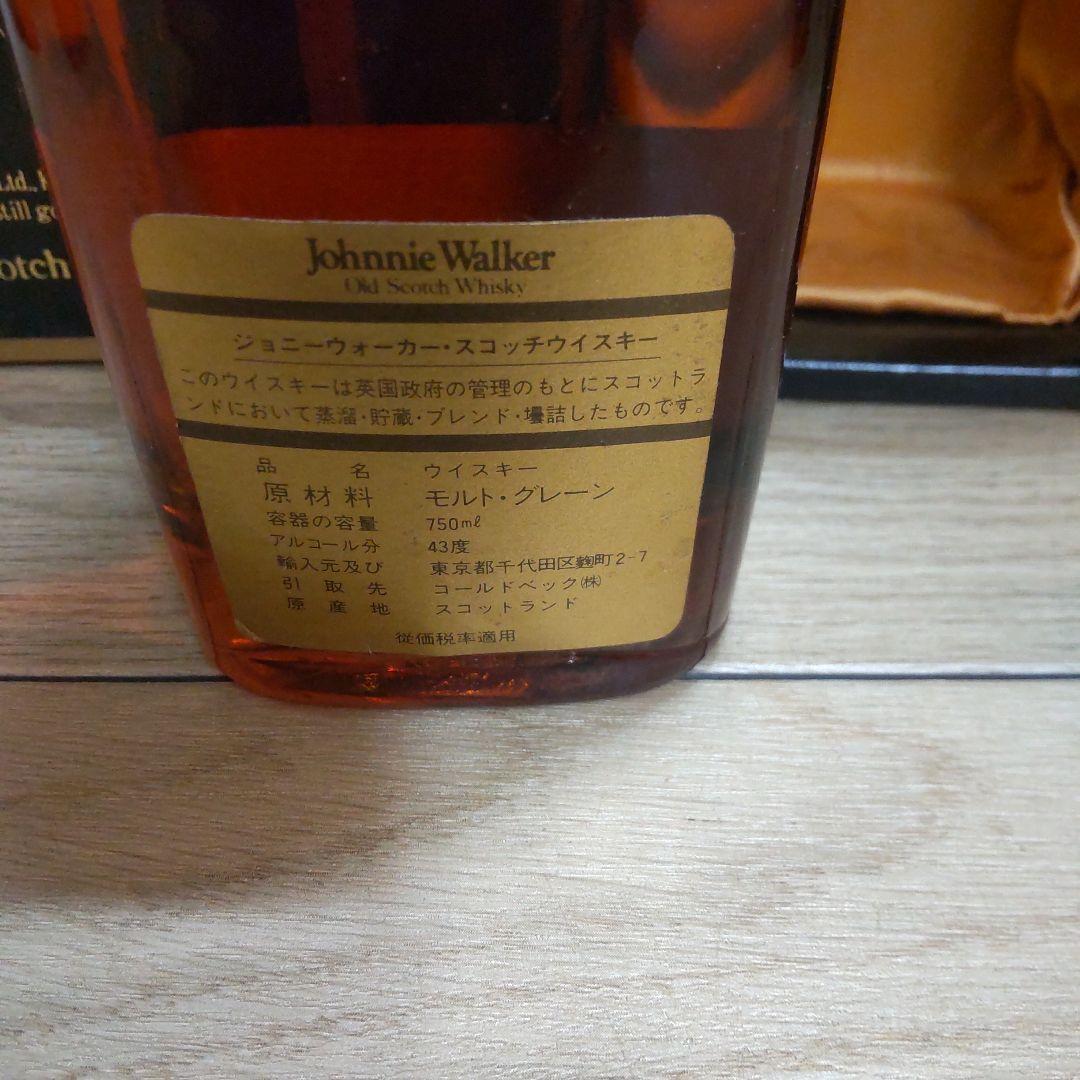 Ltd.,
still
Scotch
Johnnie Walker
Old Scotch Whisky
ジョニーウォーカー・スコッチウイスキー
このウイスキーは英国政府の管理のもとにスコットラ
ンドにおいて蒸溜・貯蔵・ブレンド・壜詰したものです。
品名 ウイスキー
原材料 モルト・グレーン
容器の容量 750mℓ
アルコール分 43度
輸入元及び 東京都千代田区麴町2-7
引取先 コールドベック㈱
原産地 スコットランド
従価税率適用